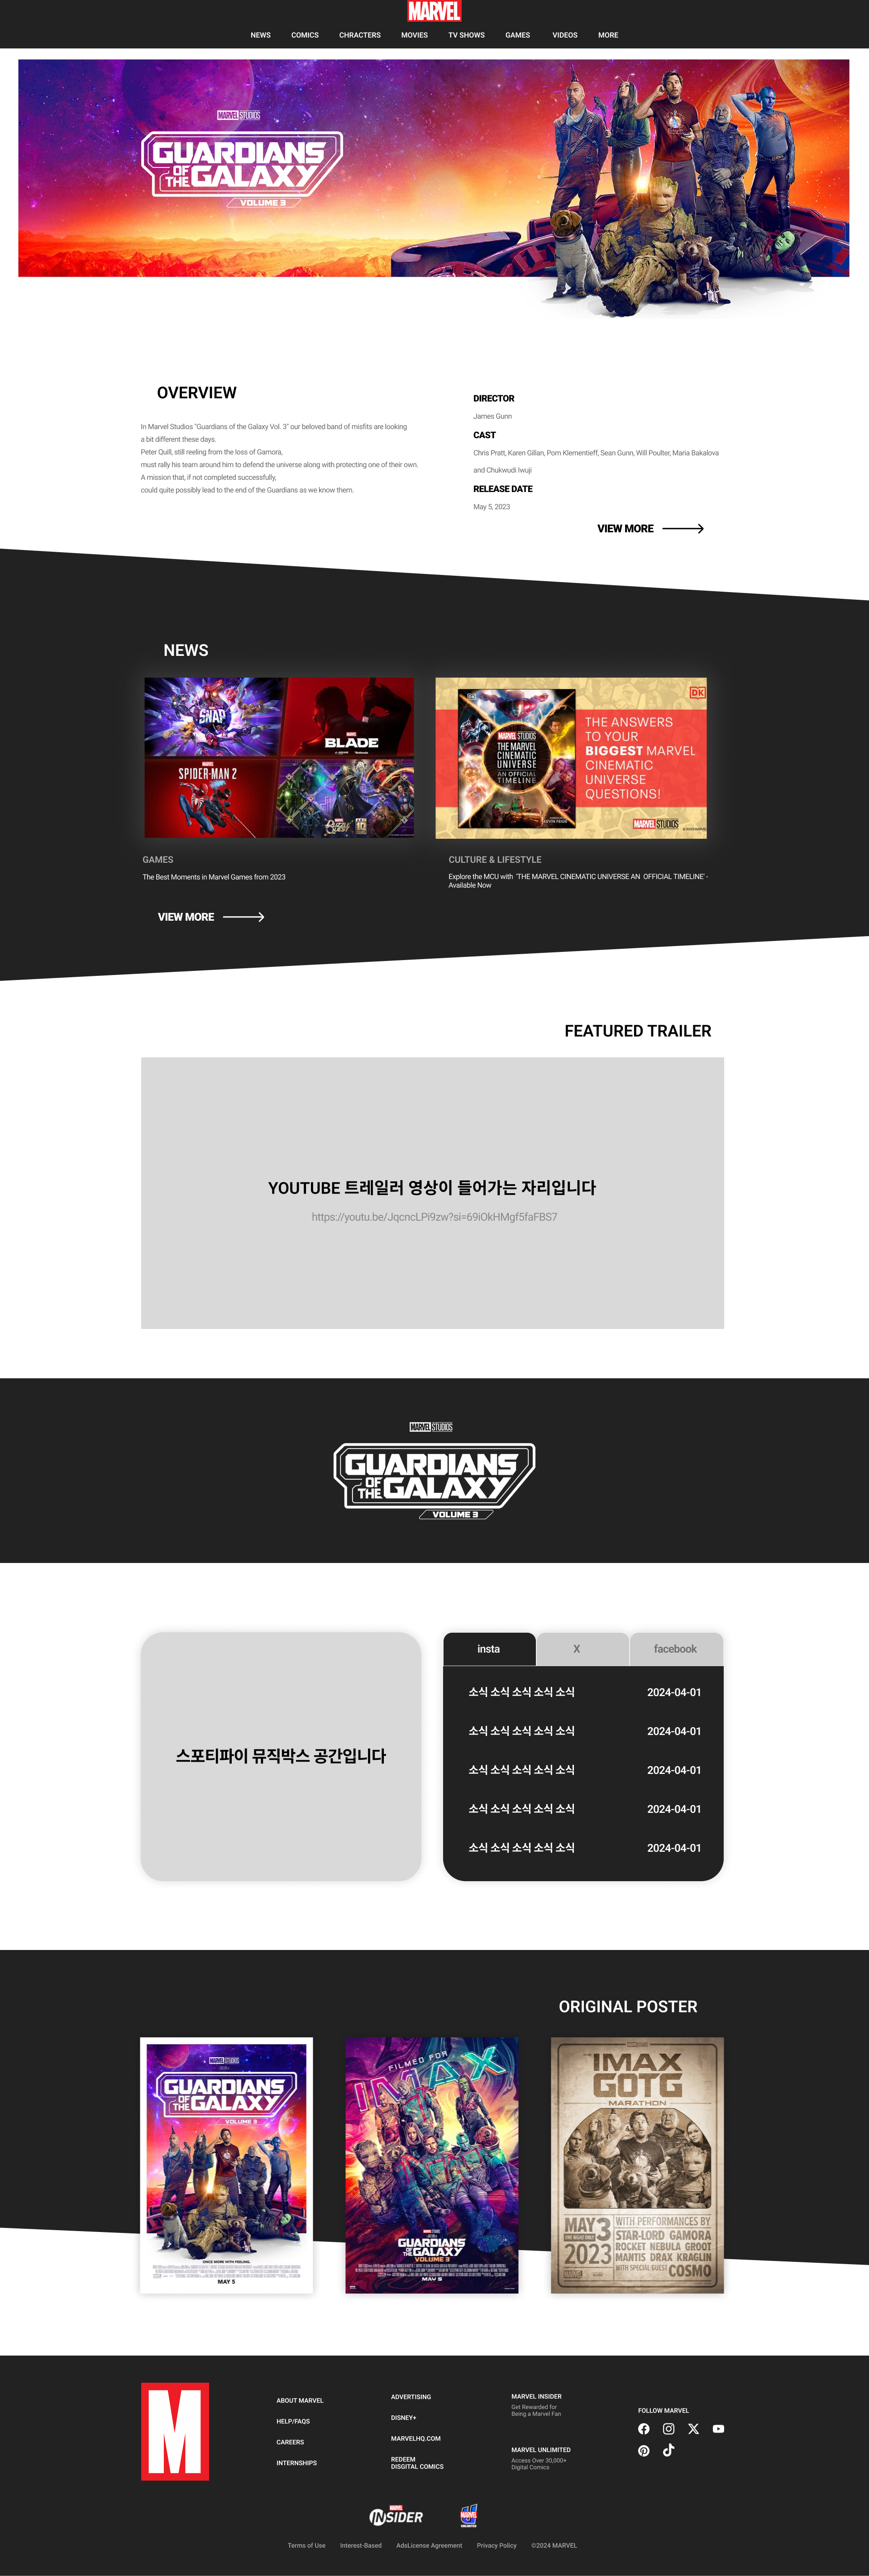 MARVEL
NEWS COMICS CHRACTERS MOVIES TV SHOWS GAMES VIDEOS MORE
MARVEL STUDIOS
GUARDIANS
OF THE GALAXY
VOLUME 3
OVERVIEW
In Marvel Studios "Guardians of the Galaxy Vol. 3" our beloved band of misfits are looking
a bit different these days.
Peter Quill, still reeling from the loss of Gamora,
must rally his team around him to defend the universe along with protecting one of their own.
A mission that, if not completed successfully,
could quite possibly lead to the end of the Guardians as we know them.
DIRECTOR
James Gunn
CAST
Chris Pratt, Karen Gillan, Pom Klementieff, Sean Gunn, Will Poulter, Maria Bakalova
and Chukwudi Iwuji
RELEASE DATE
May 5, 2023
VIEW MORE
NEWS
SNAP
MARVEL
BLADE
MARVEL
SPIDER-MAN 2
PUZZLE QUEST 10
DK
MARVEL STUDIOS
THE MARVEL
CINEMATIC
UNIVERSE
AN OFFICIAL
TIMELINE
KEVIN FEIGE
THE ANSWERS
TO YOUR
BIGGEST MARVEL
CINEMATIC
UNIVERSE
QUESTIONS!
MARVEL STUDIOS
GAMES
The Best Moments in Marvel Games from 2023
CULTURE & LIFESTYLE
Explore the MCU with 'THE MARVEL CINEMATIC UNIVERSE AN OFFICIAL TIMELINE' -
Available Now
VIEW MORE
FEATURED TRAILER
YOUTUBE 트레일러 영상이 들어가는 자리입니다
https://youtu.be/JqcncLPi9zw?si=69iOkHMgf5faFBS7
MARVEL STUDIOS
GUARDIANS
OF THE GALAXY
VOLUME 3
스포티파이 뮤직박스 공간입니다
insta X facebook
소식 소식 소식 소식 소식 2024-04-01
소식 소식 소식 소식 소식 2024-04-01
소식 소식 소식 소식 소식 2024-04-01
소식 소식 소식 소식 소식 2024-04-01
소식 소식 소식 소식 소식 2024-04-01
ORIGINAL POSTER
MARVEL STUDIOS
GUARDIANS
OF THE GALAXY
VOLUME 3
ONCE MORE WITH FEELING.
MAY 5
FILMED FOR
IMAX
GUARDIANS
OF THE GALAXY
VOLUME 3
MAY 5
IMAX
GOTG
MARATHON
MAY 3
ONE NIGHT ONLY
2023
WITH PERFORMANCES BY
STAR-LORD GAMORA
ROCKET NEBULA GROOT
MANTIS DRAX KRAGLIN
WITH SPECIAL GUEST COSMO
M
ABOUT MARVEL
HELP/FAQS
CAREERS
INTERNSHIPS
ADVERTISING
DISNEY+
MARVELHQ.COM
REDEEM
DISGITAL COMICS
MARVEL INSIDER
Get Rewarded for
Being a Marvel Fan
MARVEL UNLIMITED
Access Over 30,000+
Digital Comics
FOLLOW MARVEL
MARVEL
INSIDER
MARVEL
UNLIMITED
Terms of Use Interest-Based AdsLicense Agreement Privacy Policy ©2024 MARVEL